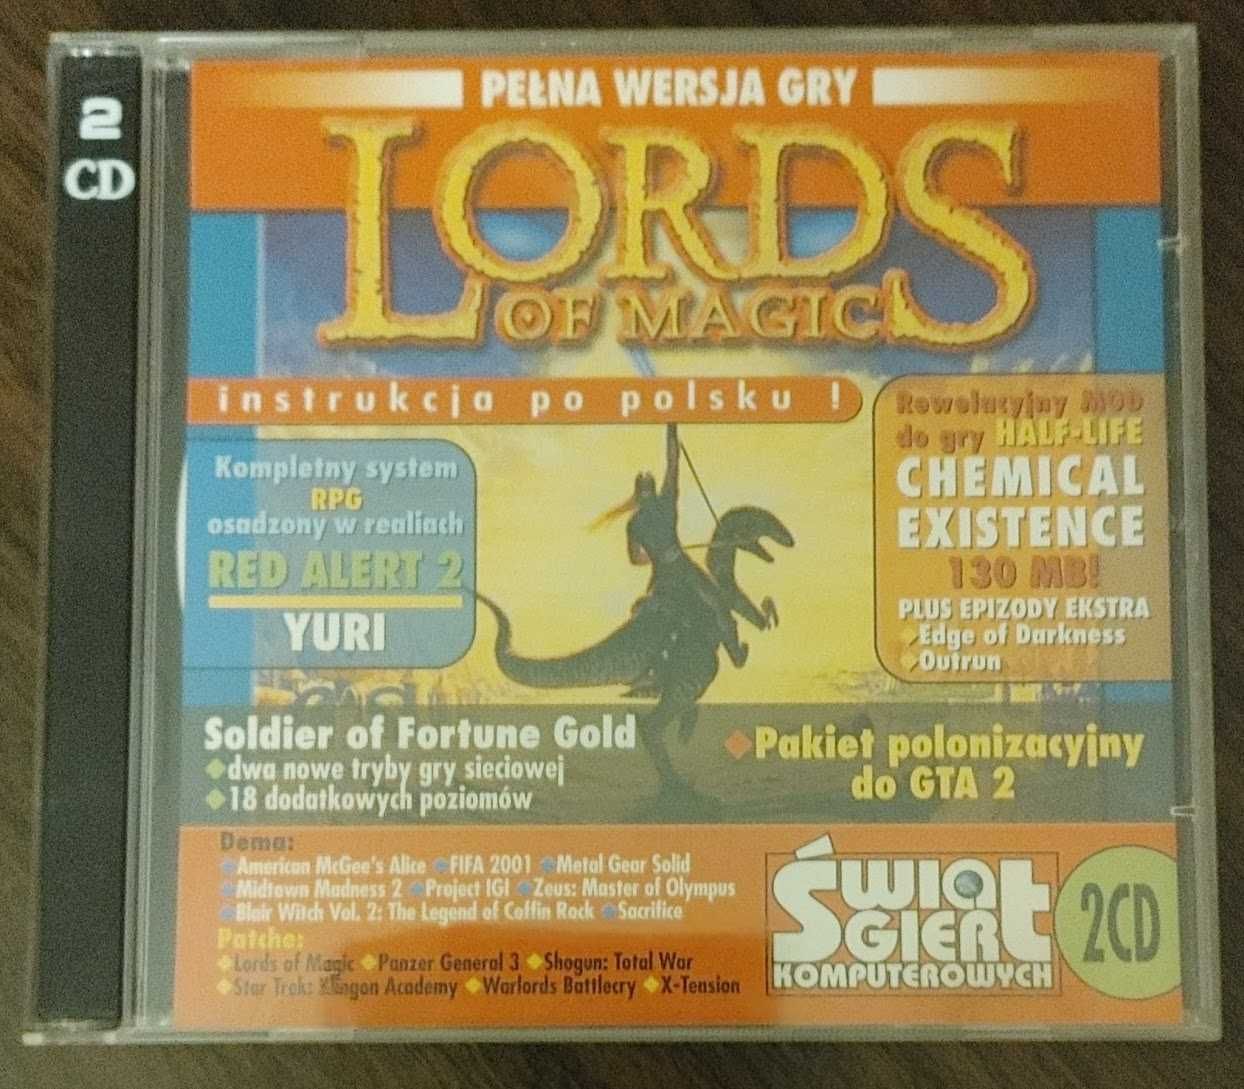 2
CD
PEŁNA WERSJA GRY
LORDS
OF MAGIC
instrukcja po polsku !
Kompletny system
RPG
osadzony w realiach
RED ALERT 2
YURI
Rewolucyjny MOD
do gry HALF-LIFE
CHEMICAL
EXISTENCE
130 MB!
PLUS EPIZODY EKSTRA
Edge of Darkness
Outrun
Soldier of Fortune Gold
dwa nowe tryby gry sieciowej
18 dodatkowych poziomów
Pakiet polonizacyjny
do GTA 2
Dema:
American McGee's Alice FIFA 2001 Metal Gear Solid
Midtown Madness 2 Project IGI Zeus: Master of Olympus
Blair Witch Vol. 2: The Legend of Coffin Rock Sacrifice
Patche:
Lords of Magic Panzer General 3 Shogun: Total War
Star Trek: Klingon Academy Warlords Battlecry X-Tension
ŚWIAT
GIER
KOMPUTEROWYCH
2CD